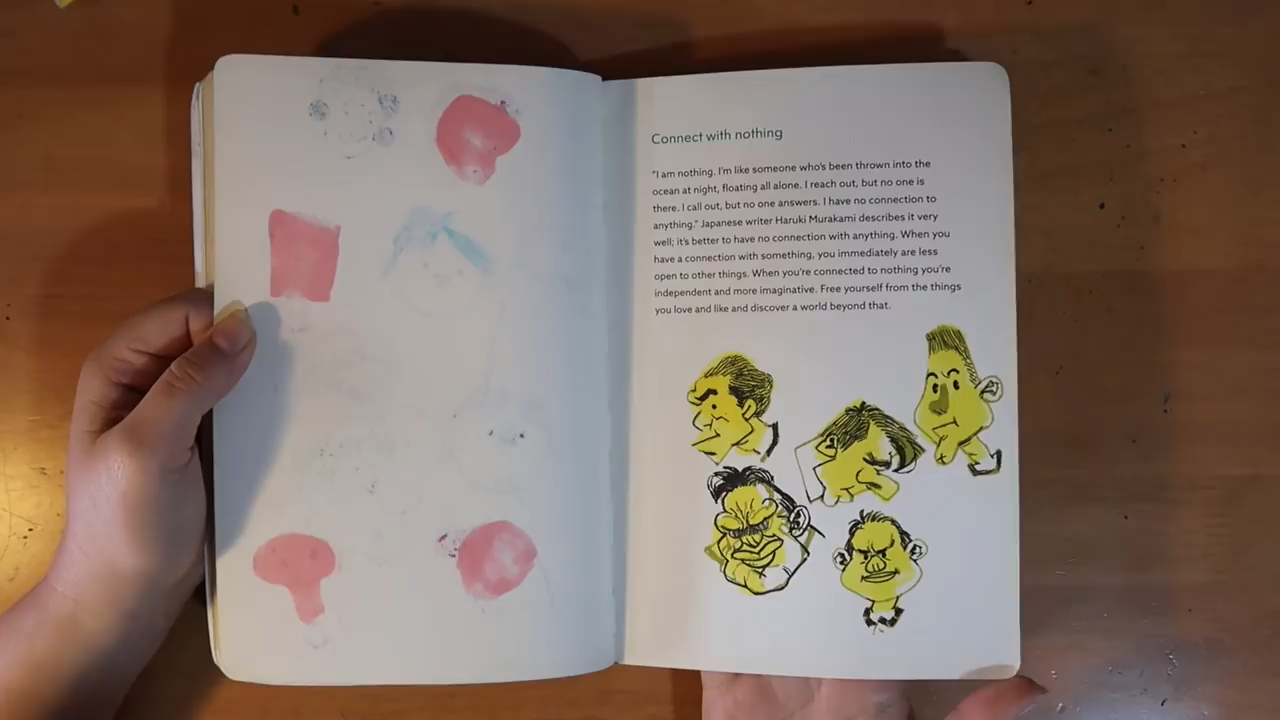 Connect with nothing
"I am nothing. I'm like someone who's been thrown into the
ocean at night, floating all alone. I reach out, but no one is
there. I call out, but no one answers. I have no connection to
anything." Japanese writer Haruki Murakami describes it very
well; it's better to have no connection with anything. When you
have a connection with something, you immediately are less
open to other things. When you're connected to nothing you're
independent and more imaginative. Free yourself from the things
you love and like and discover a world beyond that.